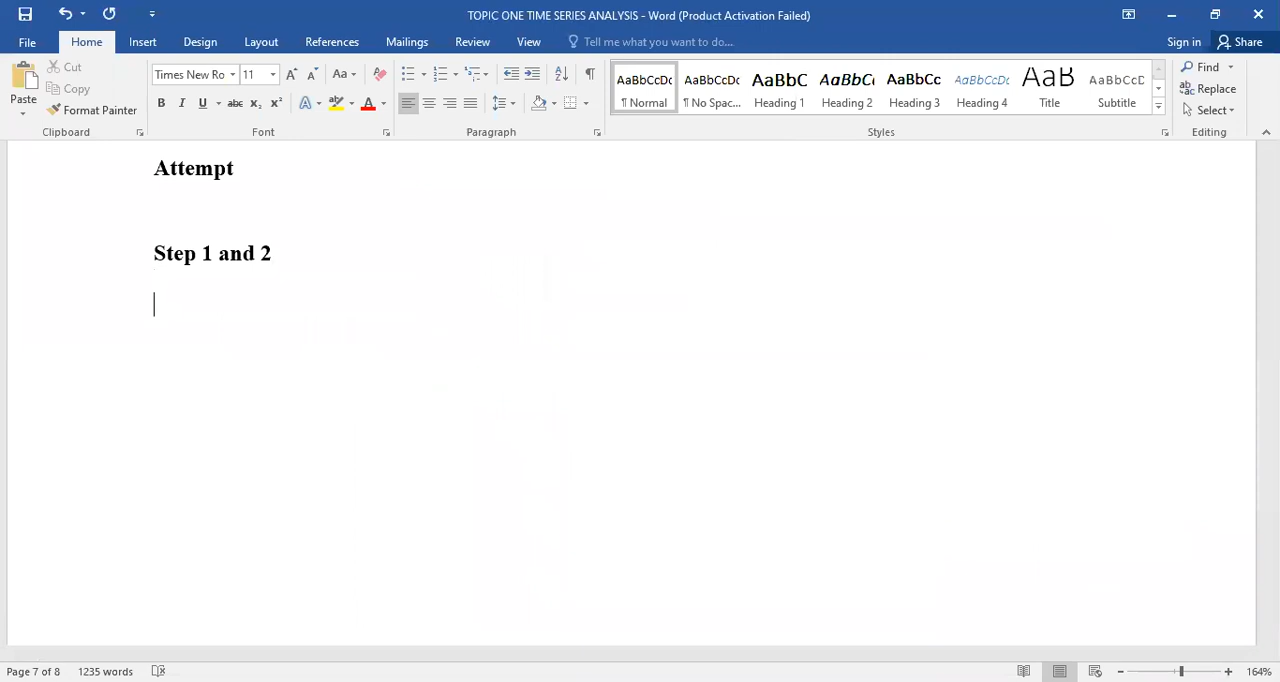 TOPIC ONE TIME SERIES ANALYSIS - Word (Product Activation Failed)
File Home Insert Design Layout References Mailings Review View Tell me what you want to do... Sign in Share
Paste
Cut
Copy
Format Painter
Clipboard
Times New Ro 11 Aa
B I U abc X₂ X² A A
Font
Paragraph
AaBbCcDc AaBbCcDc AaBbC AaBbC AaBbCc AaBbCcDc AaB AaBbCcD
¶ Normal ¶ No Spac... Heading 1 Heading 2 Heading 3 Heading 4 Title Subtitle
Styles
Find
Replace
Select
Editing
Attempt
Step 1 and 2
Page 7 of 8 1235 words 164%